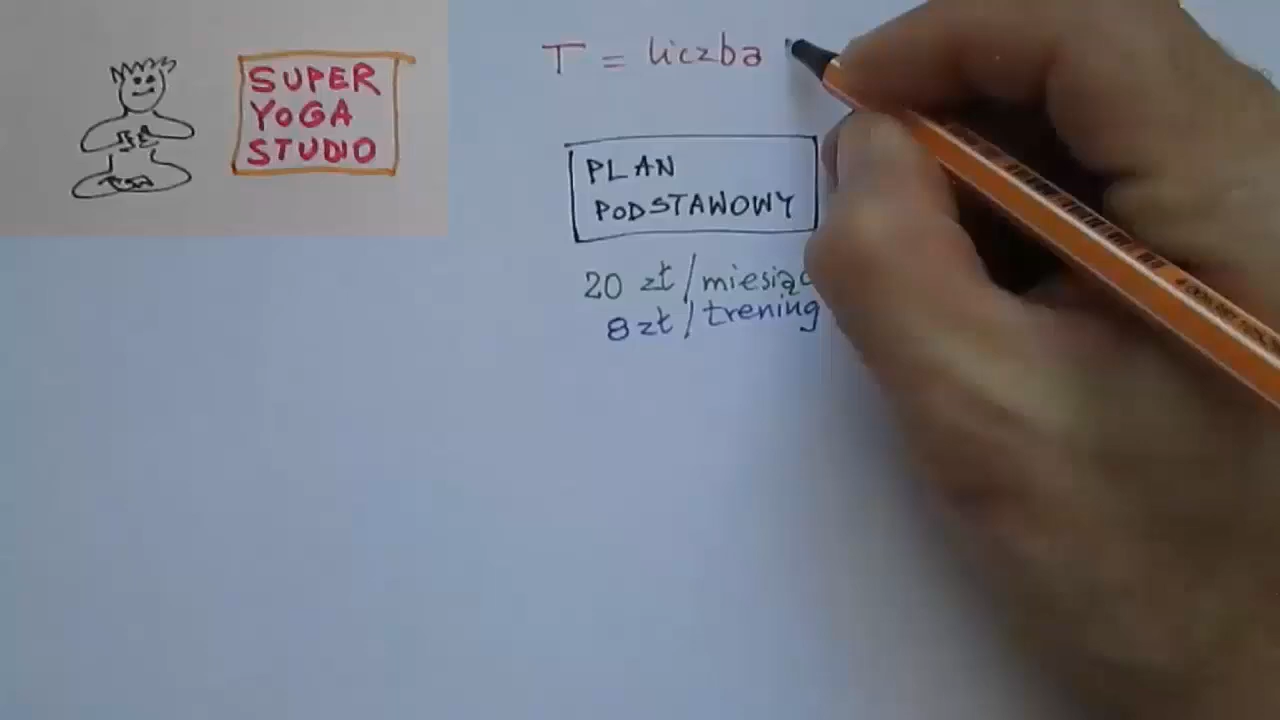 SUPER
YOGA
STUDIO
T = liczba
PLAN
PODSTAWOWY
20 zł/miesiąc
8 zł/trening